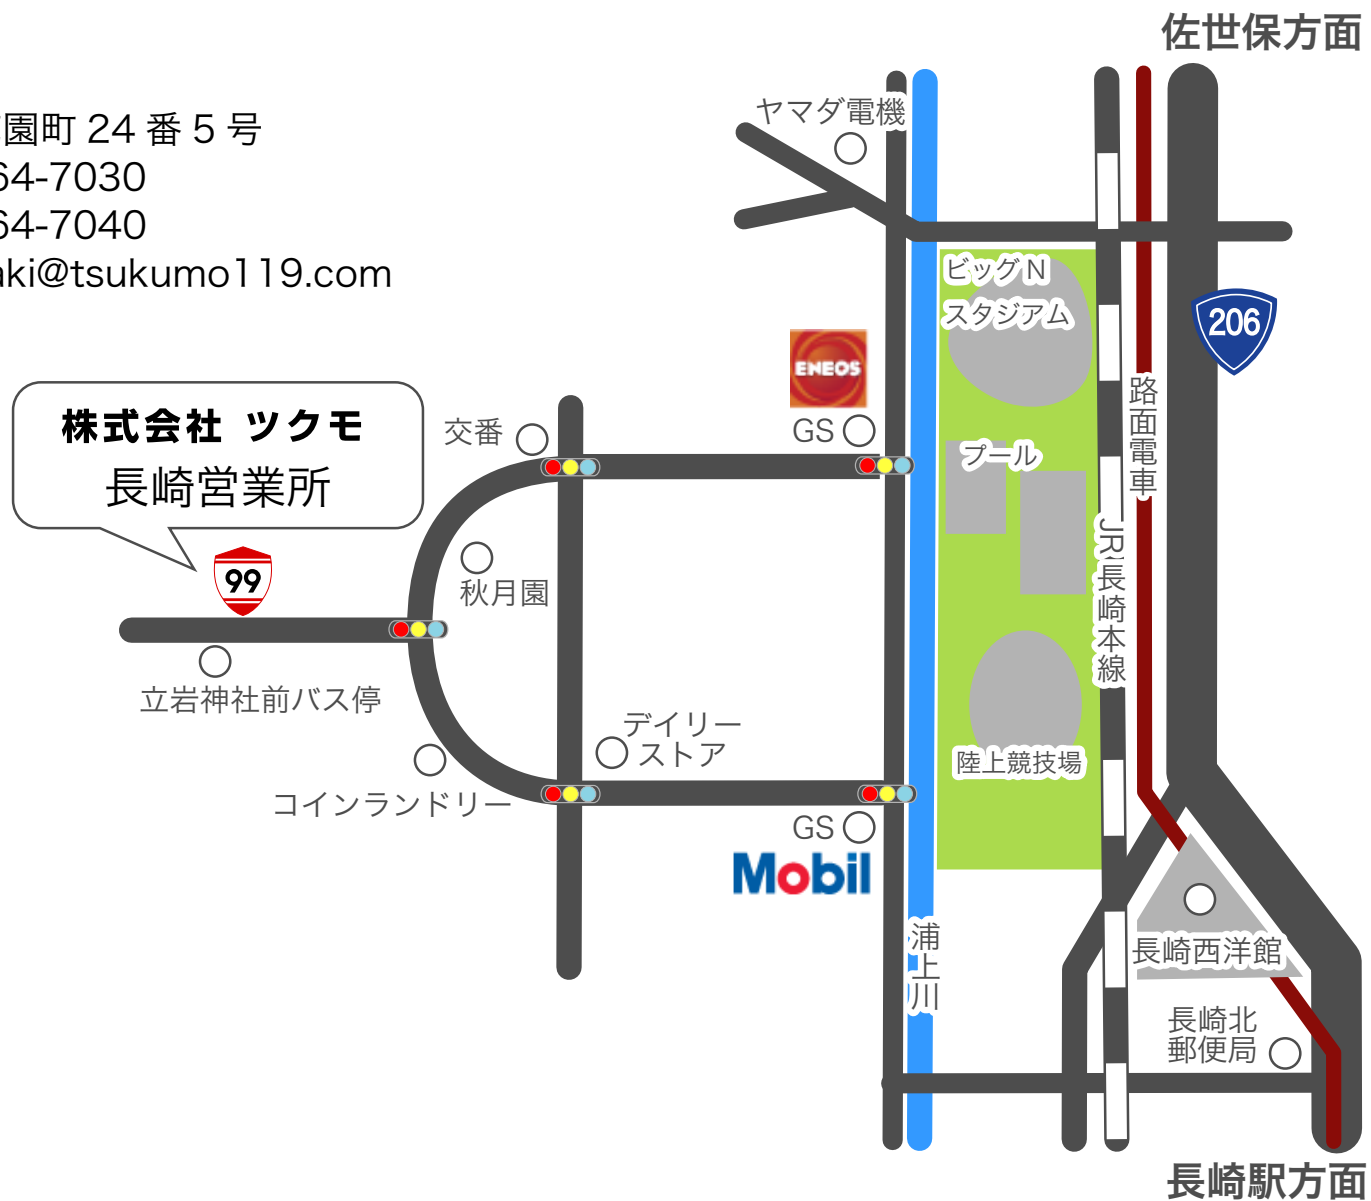 佐世保方面
園町 24 番 5 号
64-7030
64-7040
aki@tsukumo119.com
ヤマダ電機
ビッグ N
スタジアム
206
ENEOS
GS
路面電車
株式会社 ツクモ
長崎営業所
交番
プール
JR長崎本線
99
秋月園
立岩神社前バス停
デイリー
ストア
陸上競技場
コインランドリー
GS
Mobil
浦上川
長崎西洋館
長崎北
郵便局
長崎駅方面